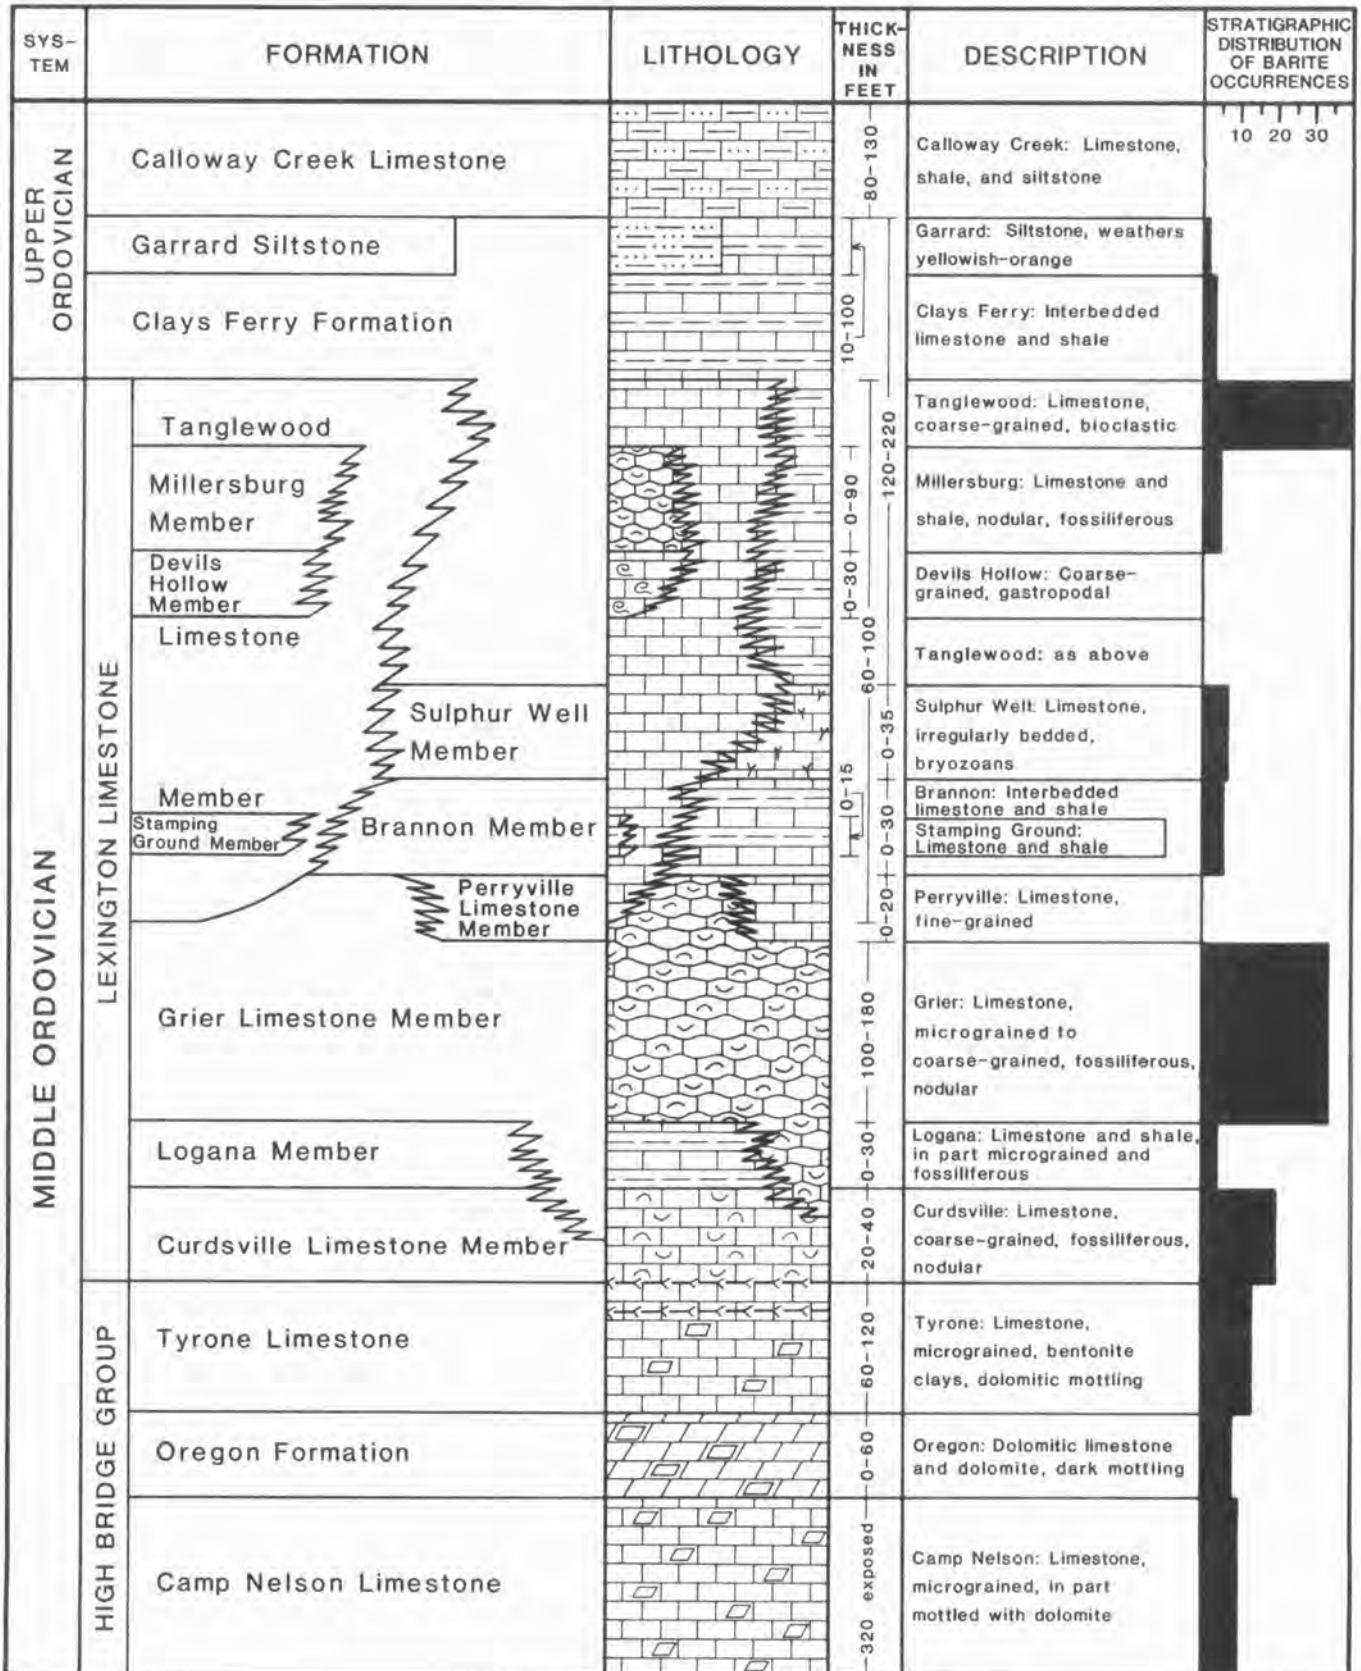 SYS-
TEM
FORMATION
LITHOLOGY
THICK-
NESS
IN
FEET
DESCRIPTION
STRATIGRAPHIC
DISTRIBUTION
OF BARITE
OCCURRENCES
10 20 30
UPPER
ORDOVICIAN
Calloway Creek Limestone
80-130
Calloway Creek: Limestone,
shale, and siltstone
Garrard Siltstone
Garrard: Siltstone, weathers
yellowish-orange
Clays Ferry Formation
10-100
Clays Ferry: Interbedded
limestone and shale
MIDDLE ORDOVICIAN
LEXINGTON LIMESTONE
Tanglewood
120-220
Tanglewood: Limestone,
coarse-grained, bioclastic
Millersburg
Member
0-90
Millersburg: Limestone and
shale, nodular, fossiliferous
Devils
Hollow
Member
0-30
Devils Hollow: Coarse-
grained, gastropodal
Limestone
60-100
Tanglewood: as above
Sulphur Well
Member
0-35
Sulphur Well: Limestone,
irregularly bedded,
bryozoans
Member
Stamping
Ground Member
Brannon Member
0-15
0-30
Brannon: Interbedded
limestone and shale
Stamping Ground:
Limestone and shale
Perryville
Limestone
Member
0-20
Perryville: Limestone,
fine-grained
Grier Limestone Member
100-180
Grier: Limestone,
micrograined to
coarse-grained, fossiliferous,
nodular
Logana Member
0-30
Logana: Limestone and shale,
in part micrograined and
fossiliferous
Curdsville Limestone Member
20-40
Curdsville: Limestone,
coarse-grained, fossiliferous,
nodular
HIGH BRIDGE GROUP
Tyrone Limestone
60-120
Tyrone: Limestone,
micrograined, bentonite
clays, dolomitic mottling
Oregon Formation
0-60
Oregon: Dolomitic limestone
and dolomite, dark mottling
Camp Nelson Limestone
320 exposed
Camp Nelson: Limestone,
micrograined, in part
mottled with dolomite